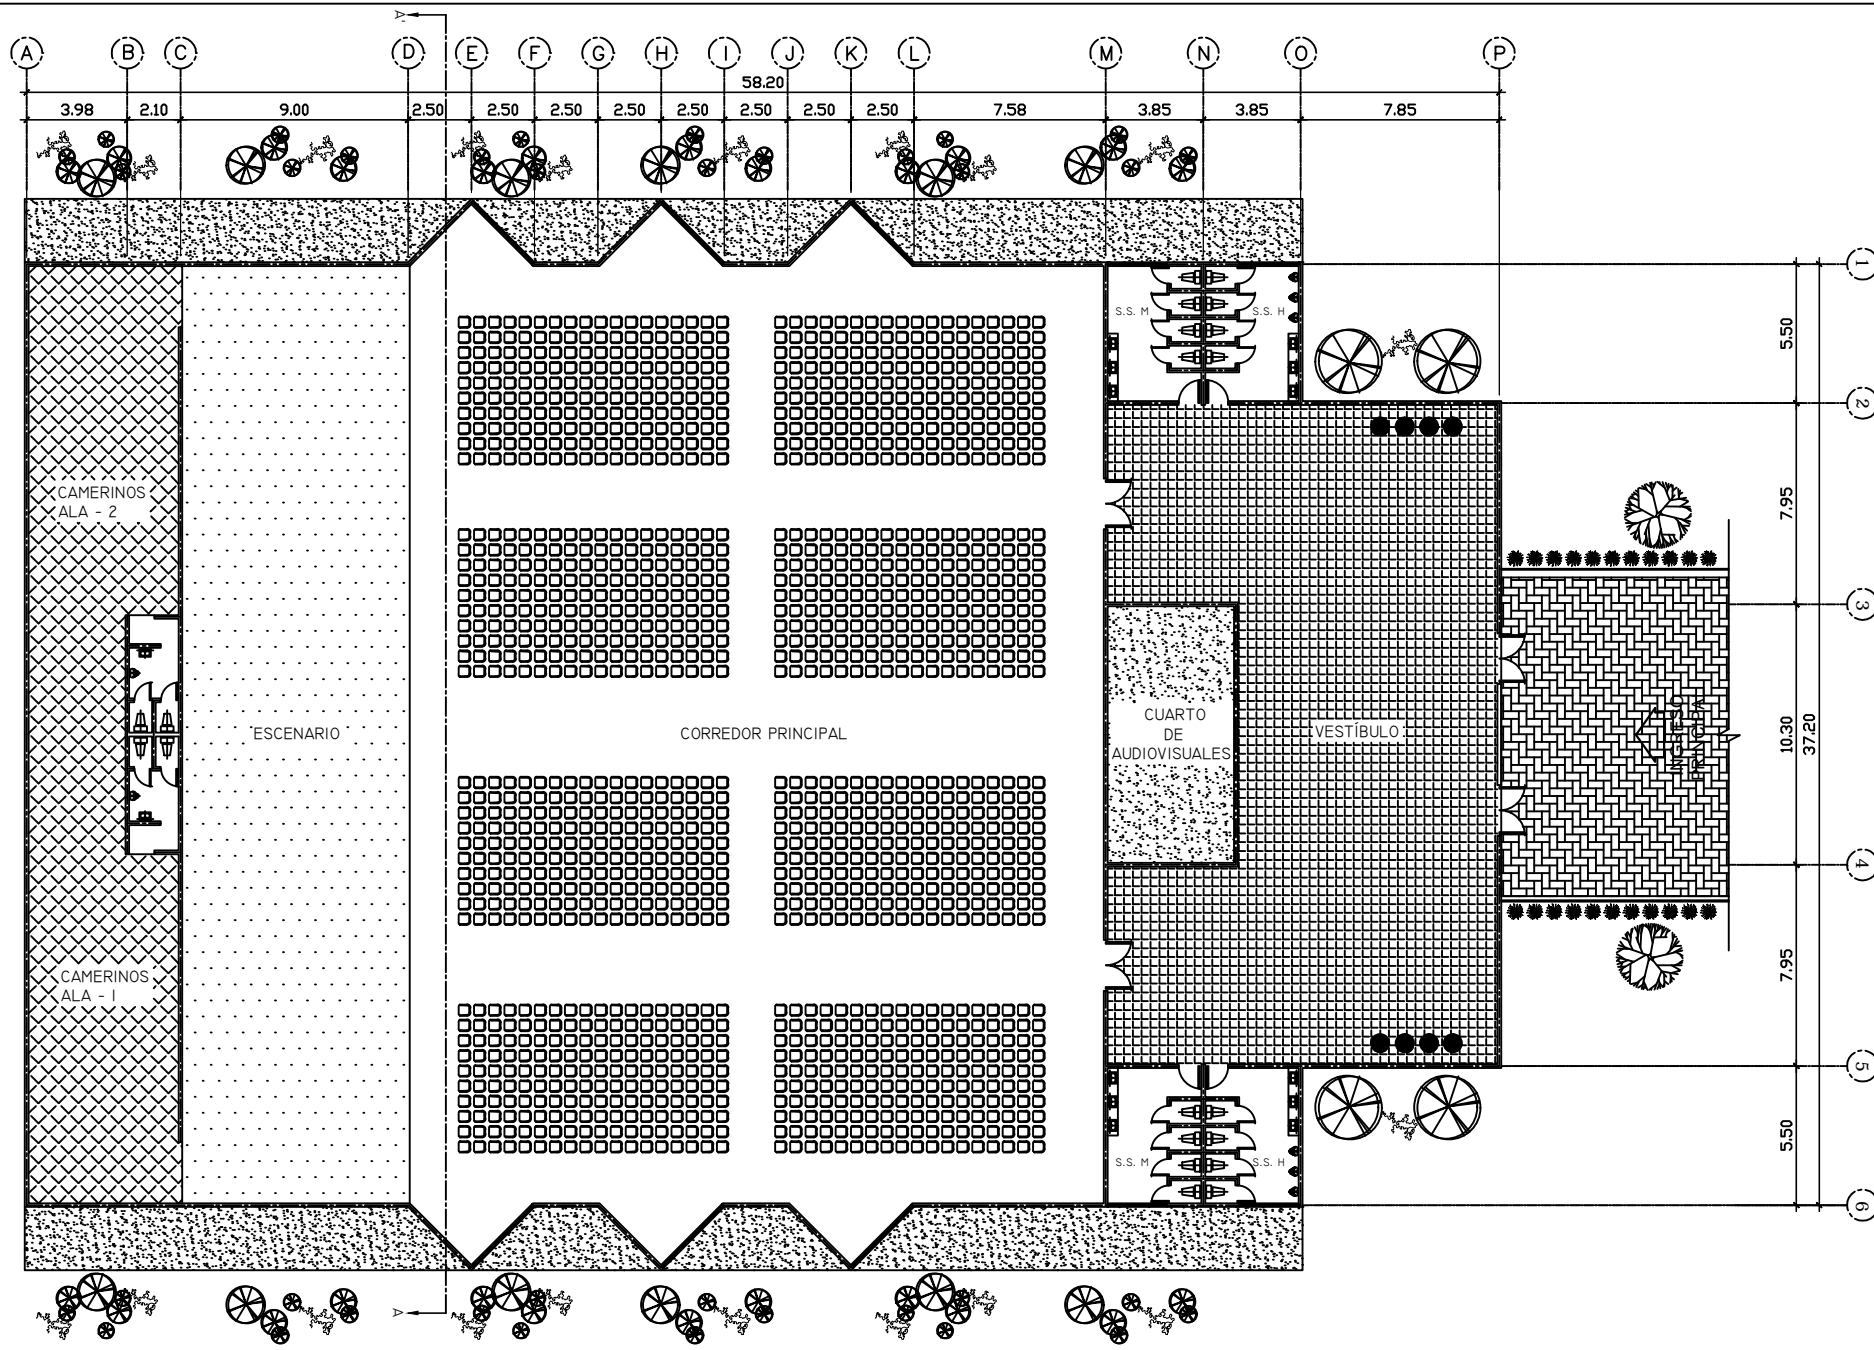 A'
A B C D E F G H I J K L M N O P
58.20
3.98 2.10 9.00 2.50 2.50 2.50 2.50 2.50 2.50 2.50 2.50 7.58 3.85 3.85 7.85
1
S.S. M
S.S. H
5.50
2
CAMERINOS
ALA - 2
7.95
3
ESCENARIO
CORREDOR PRINCIPAL
CUARTO
DE
AUDIOVISUALES
VESTÍBULO
INGRESO
PRINCIPA
10.30
37.20
4
CAMERINOS
ALA - I
7.95
5
S.S. M
S.S. H
5.50
6
A